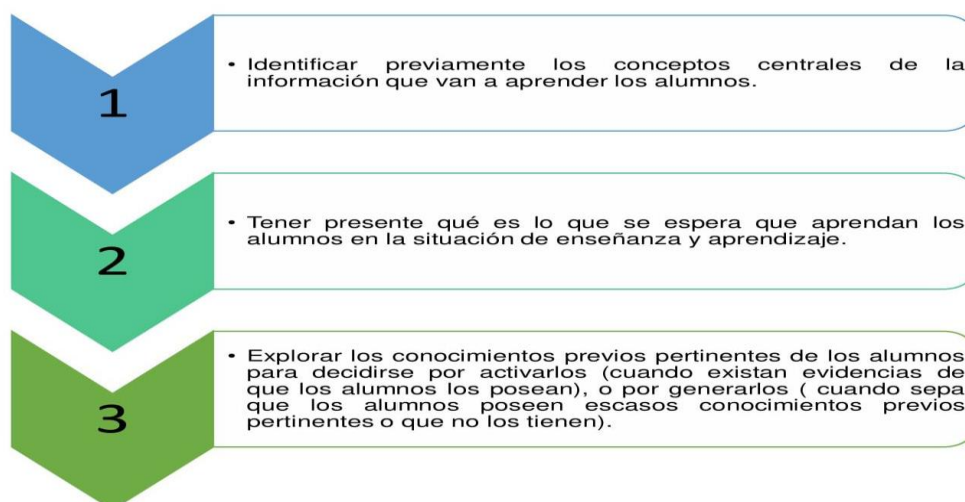 1
• Identificar previamente los conceptos centrales de la
información que van a aprender los alumnos.
2
• Tener presente qué es lo que se espera que aprendan los
alumnos en la situación de enseñanza y aprendizaje.
3
• Explorar los conocimientos previos pertinentes de los alumnos
para decidirse por activarlos (cuando existan evidencias de
que los alumnos los posean), o por generarlos ( cuando sepa
que los alumnos poseen escasos conocimientos previos
pertinentes o que no los tienen).